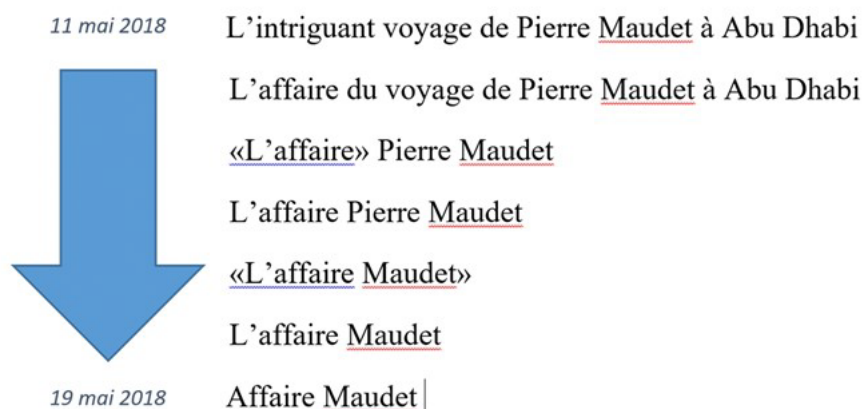 11 mai 2018 L’intriguant voyage de Pierre Maudet à Abu Dhabi
L’affaire du voyage de Pierre Maudet à Abu Dhabi
«L’affaire» Pierre Maudet
L’affaire Pierre Maudet
«L’affaire Maudet»
L’affaire Maudet
19 mai 2018 Affaire Maudet